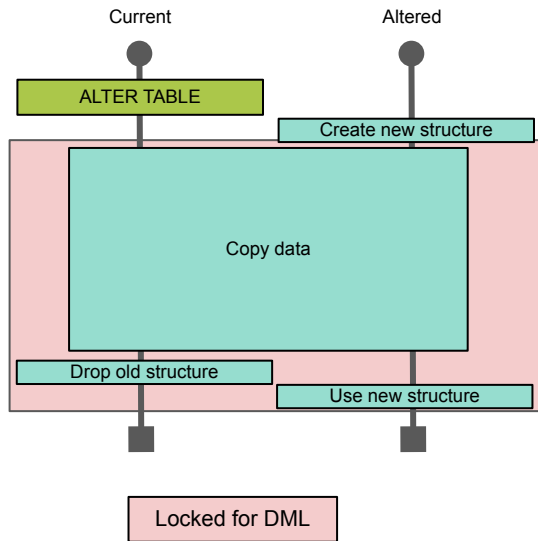 Current
Altered
ALTER TABLE
Create new structure
Copy data
Drop old structure
Use new structure
Locked for DML